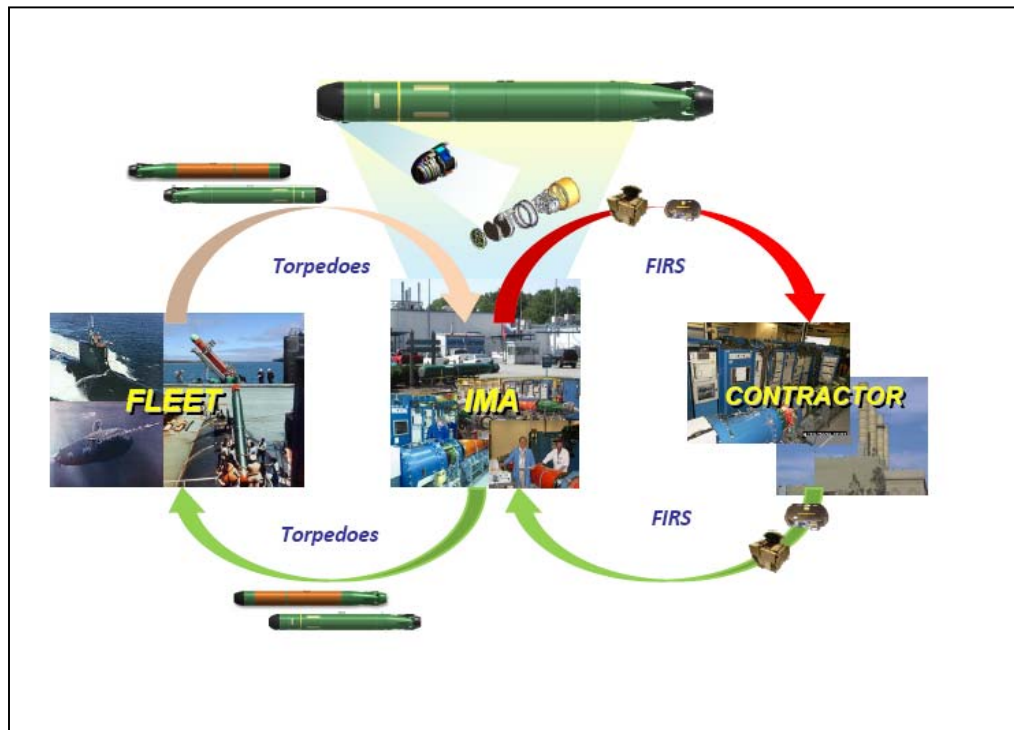 Torpedoes
FIRS
FLEET
IMA
CONTRACTOR
Torpedoes
FIRS